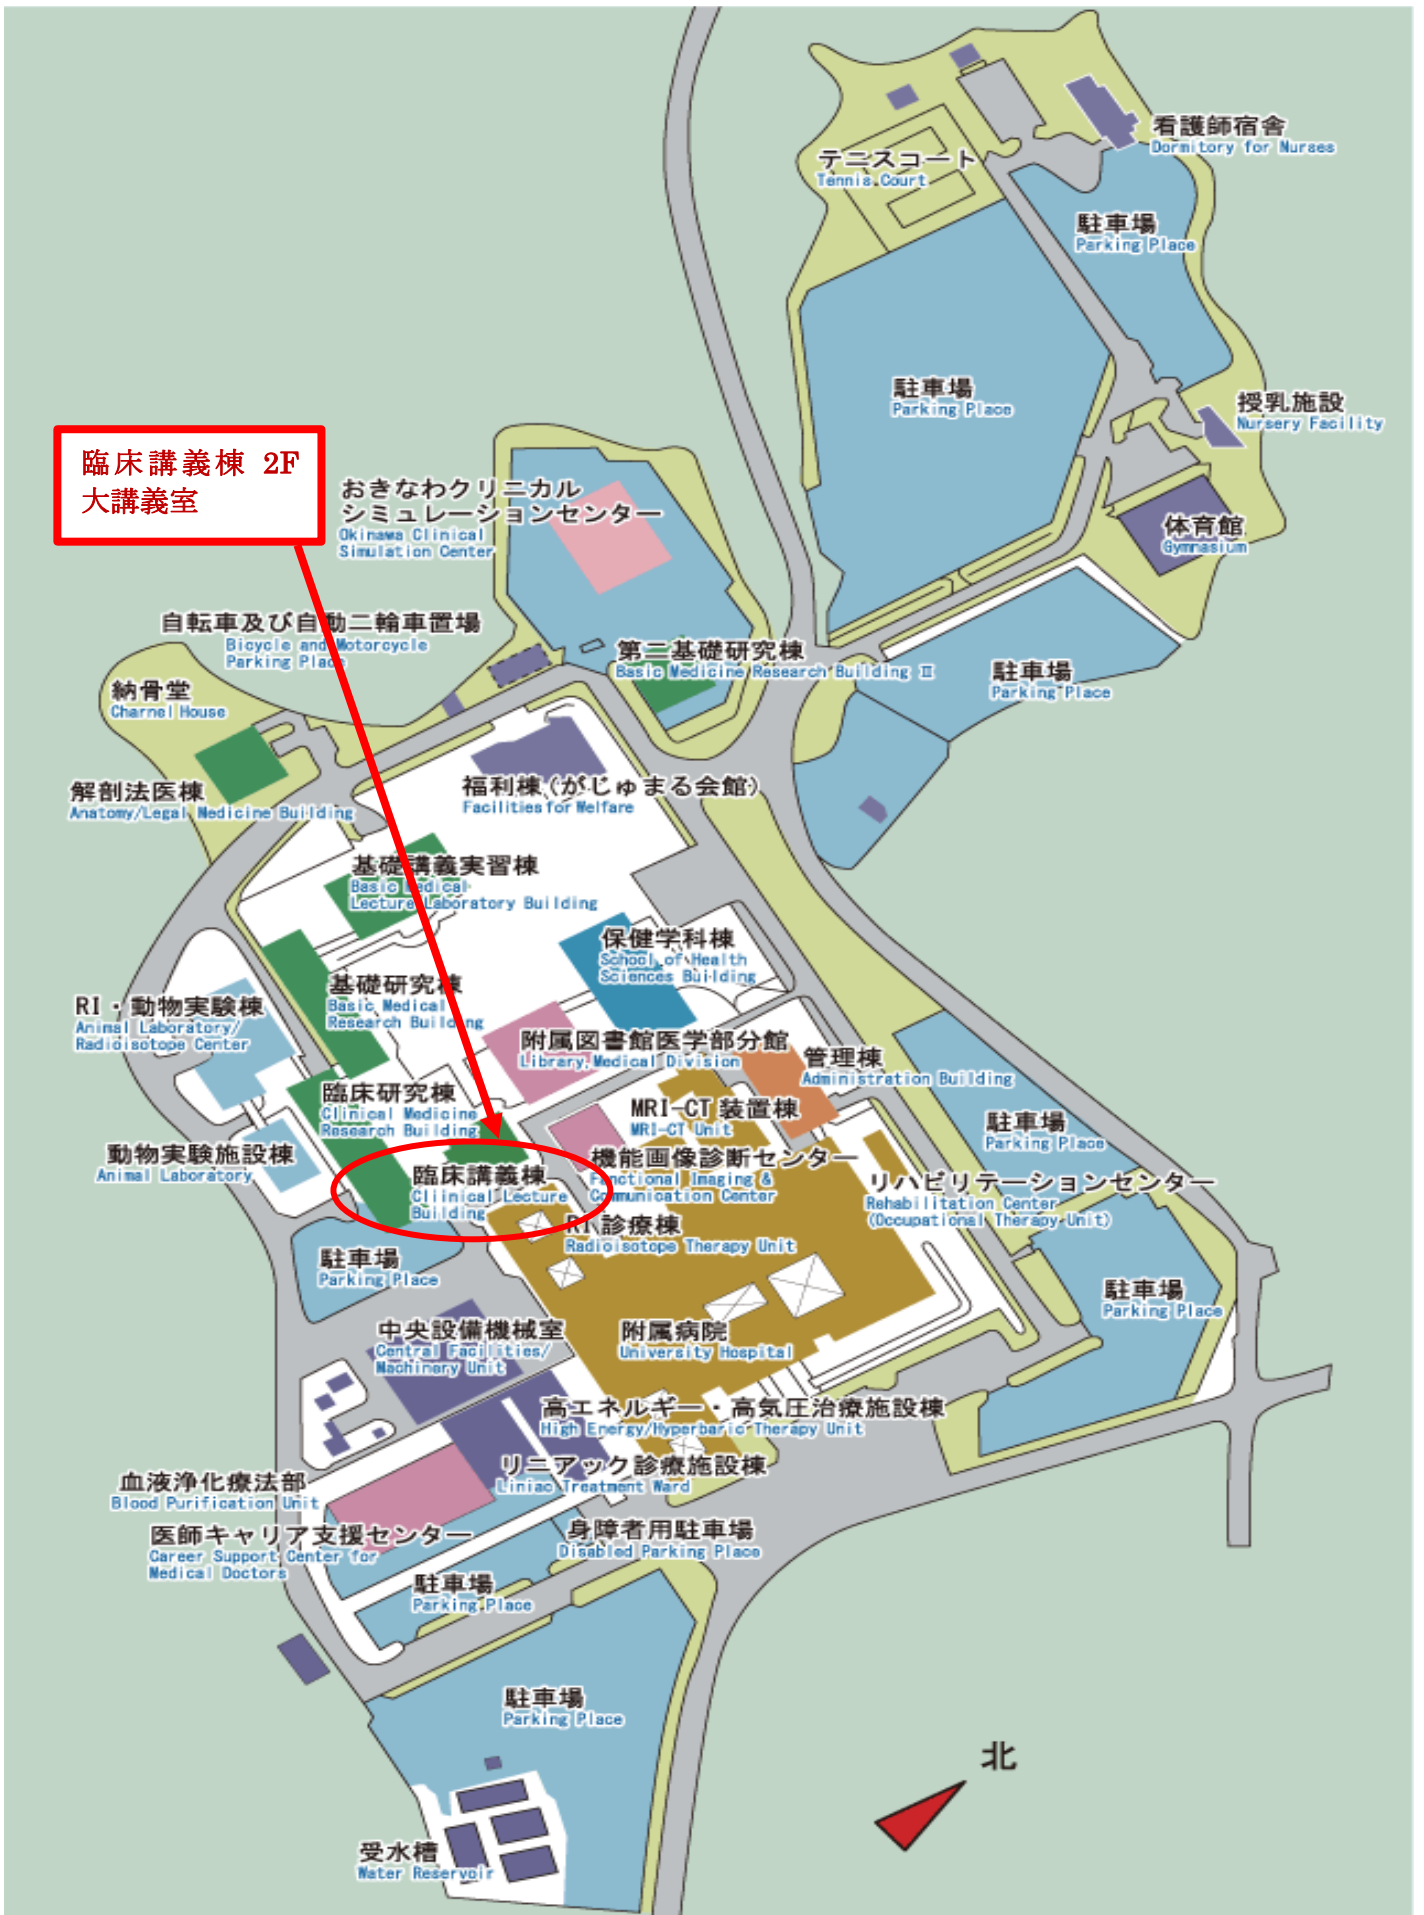 看護師宿舎
Dormitory for Nurses
テニスコート
Tennis Court
駐車場
Parking Place
駐車場
Parking Place
授乳施設
Nursery Facility
臨床講義棟 2F
大講義室
おきなわクリニカル
シミュレーションセンター
Okinawa Clinical
Simulation Center
体育館
Gymnasium
自転車及び自動二輪車置場
Bicycle and Motorcycle
Parking Place
第二基礎研究棟
Basic Medicine Research Building Ⅱ
駐車場
Parking Place
納骨堂
Charnel House
解剖法医棟
Anatomy/Legal Medicine Building
福利棟(がじゅまる会館)
Facilities for Welfare
基礎講義実習棟
Basic Medical
Lecture Laboratory Building
保健学科棟
School of Health
Sciences Building
基礎研究棟
Basic Medical
Research Building
RI・動物実験棟
Animal Laboratory/
Radioisotope Center
附属図書館医学部分館
Library, Medical Division
管理棟
Administration Building
臨床研究棟
Clinical Medicine
Research Building
MRI-CT 装置棟
MRI-CT Unit
駐車場
Parking Place
動物実験施設棟
Animal Laboratory
機能画像診断センター
Functional Imaging &
Communication Center
臨床講義棟
Cliinical Lecture
Building
リハビリテーションセンター
Rehabilitation Center
(Occupational Therapy Unit)
RI 診療棟
Radioisotope Therapy Unit
駐車場
Parking Place
駐車場
Parking Place
中央設備機械室
Central Facilities/
Machinery Unit
附属病院
University Hospital
高エネルギー・高気圧治療施設棟
High Energy/Hyperbaric Therapy Unit
リニアック診療施設棟
Liniac Treatment Ward
血液浄化療法部
Blood Purification Unit
医師キャリア支援センター
Career Support Center for
Medical Doctors
身障者用駐車場
Disabled Parking Place
駐車場
Parking Place
駐車場
Parking Place
北
受水槽
Water Reservoir